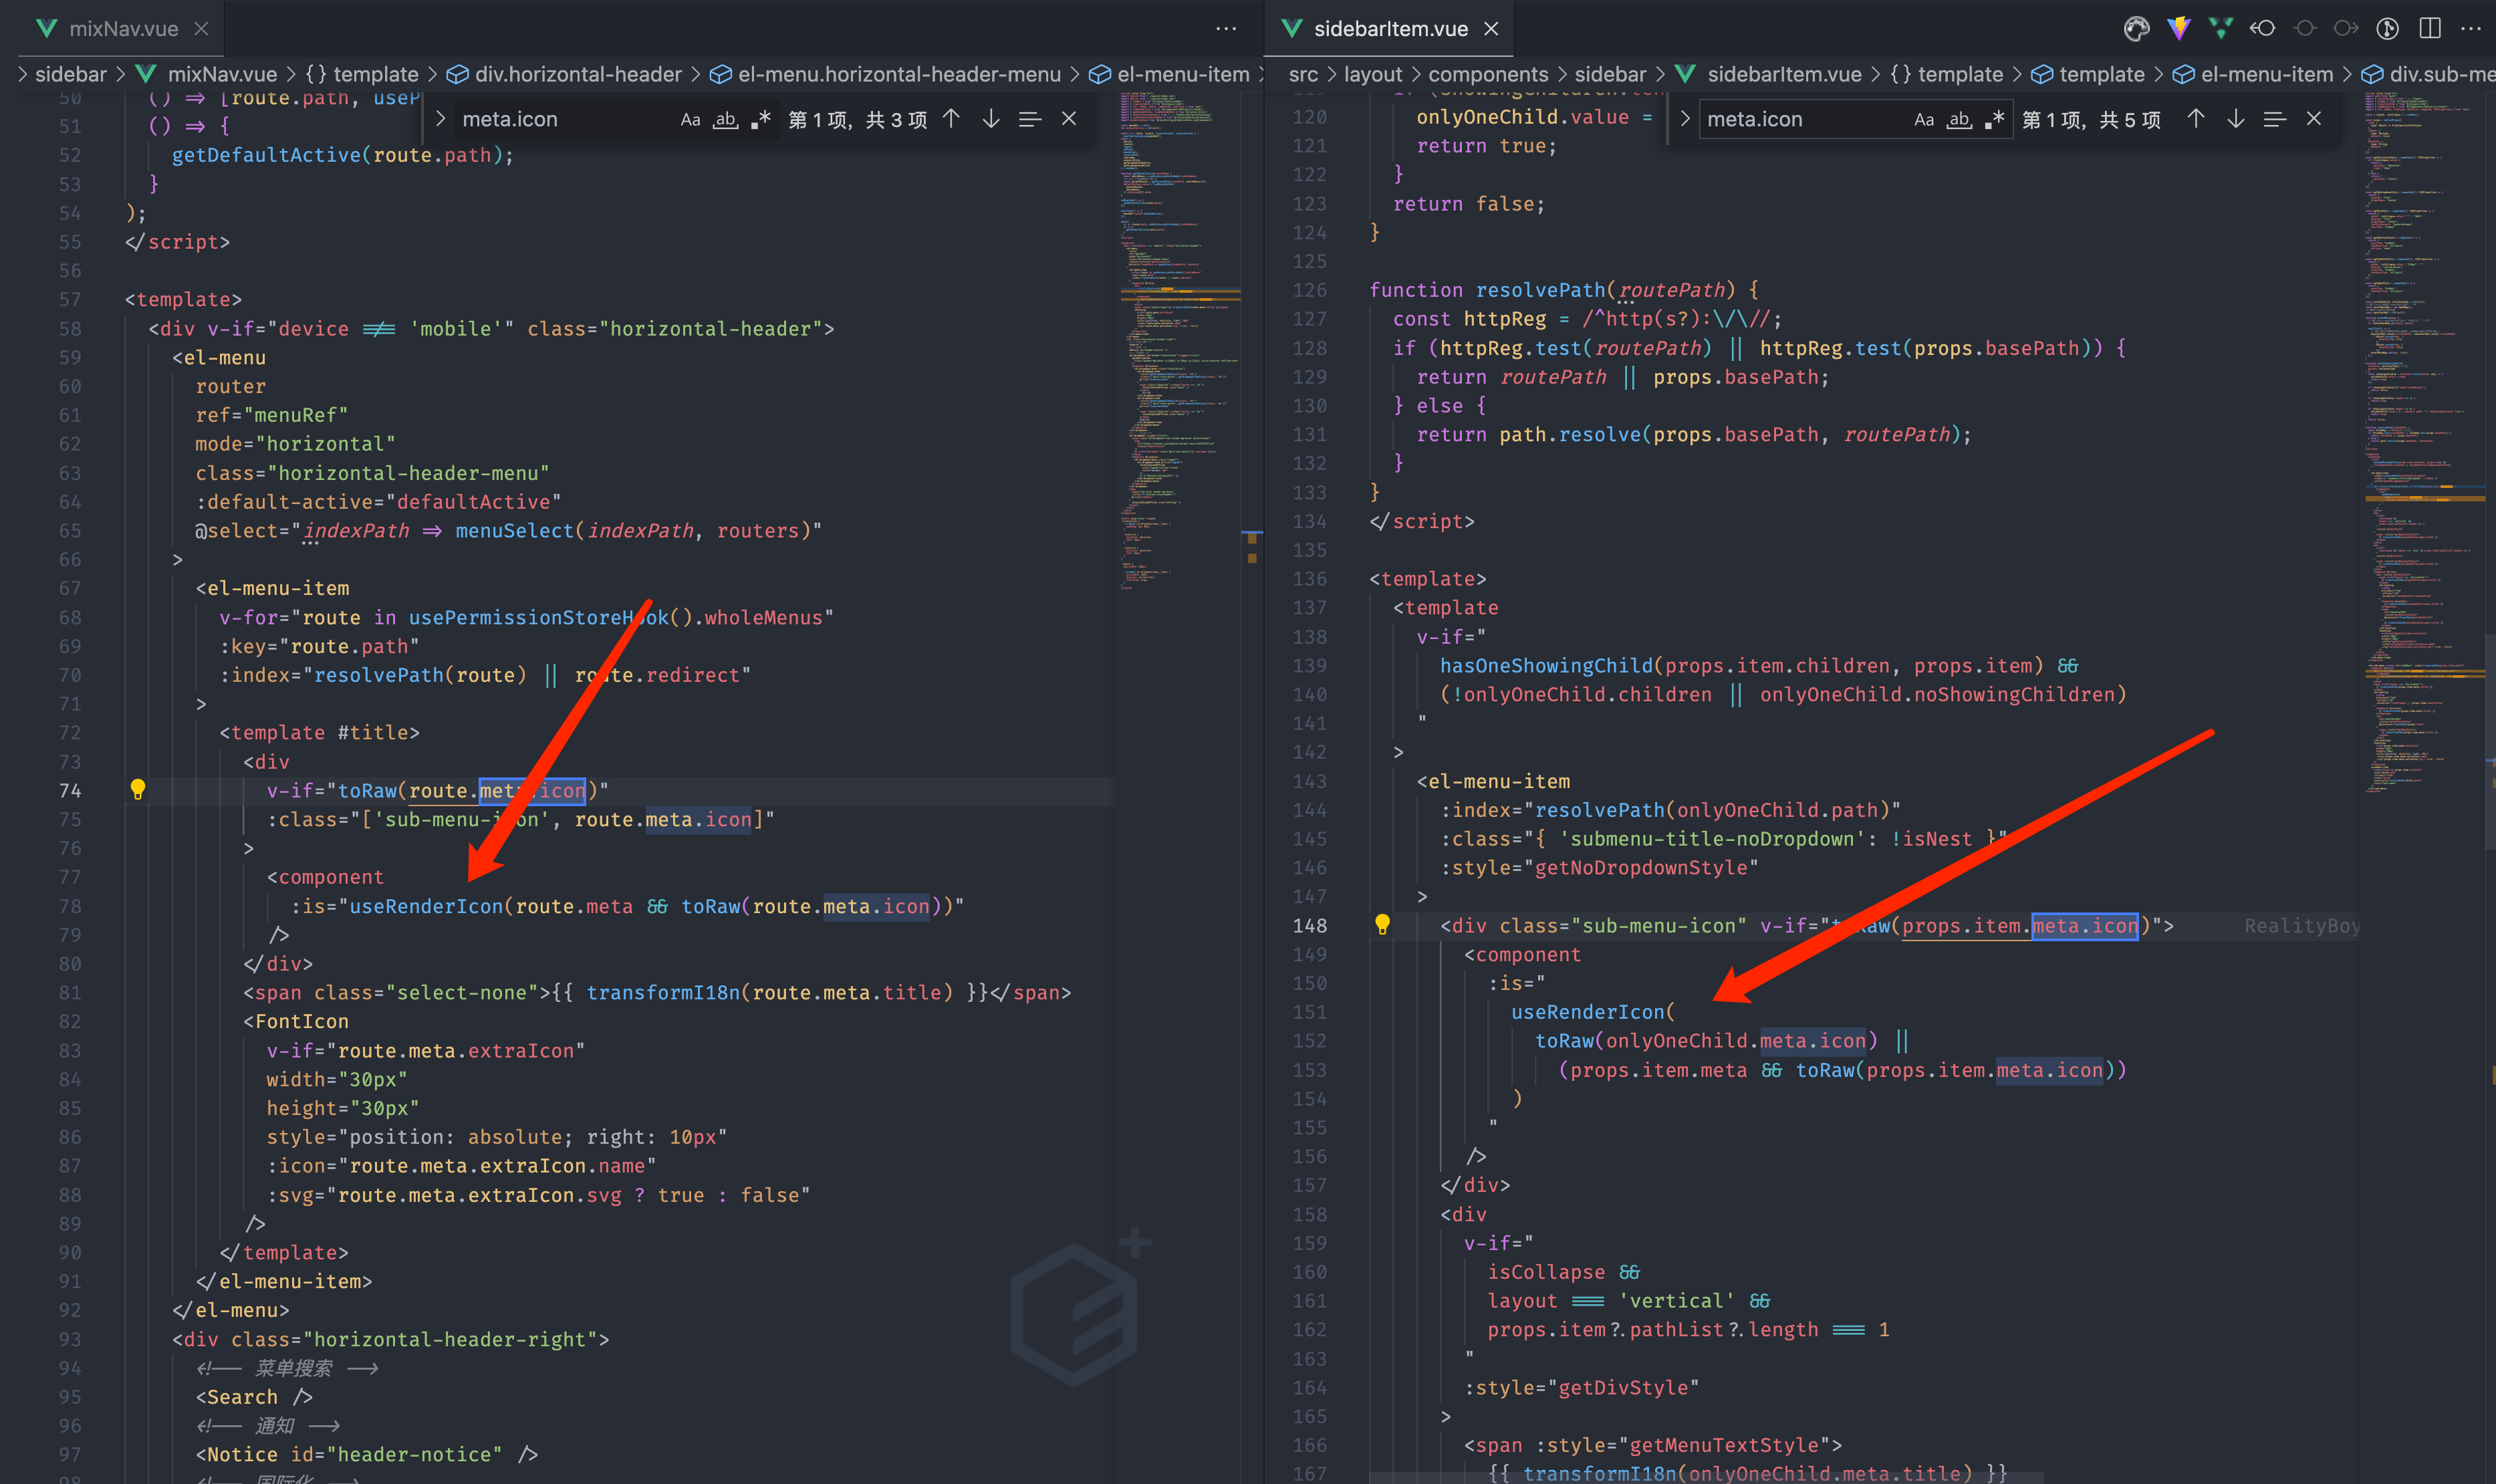 mixNav.vue
sidebar > mixNav.vue > {} template > div.horizontal-header > el-menu.horizontal-header-menu > el-menu-item
meta.icon Aa ab .* 第 1 项，共 3 项
50 () => [route.path, useP
51 () => {
52 getDefaultActive(route.path);
53 }
54 );
55 </script>
56
57 <template>
58 <div v-if="device !== 'mobile'" class="horizontal-header">
59 <el-menu
60 router
61 ref="menuRef"
62 mode="horizontal"
63 class="horizontal-header-menu"
64 :default-active="defaultActive"
65 @select="indexPath => menuSelect(indexPath, routers)"
66 >
67 <el-menu-item
68 v-for="route in usePermissionStoreHook().wholeMenus"
69 :key="route.path"
70 :index="resolvePath(route) || route.redirect"
71 >
72 <template #title>
73 <div
74 v-if="toRaw(route.meta.icon)"
75 :class="['sub-menu-icon', route.meta.icon]"
76 >
77 <component
78 :is="useRenderIcon(route.meta && toRaw(route.meta.icon))"
79 />
80 </div>
81 <span class="select-none">{{ transformI18n(route.meta.title) }}</span>
82 <FontIcon
83 v-if="route.meta.extraIcon"
84 width="30px"
85 height="30px"
86 style="position: absolute; right: 10px"
87 :icon="route.meta.extraIcon.name"
88 :svg="route.meta.extraIcon.svg ? true : false"
89 />
90 </template>
91 </el-menu-item>
92 </el-menu>
93 <div class="horizontal-header-right">
94 <!-- 菜单搜索 -->
95 <Search />
96 <!-- 通知 -->
97 <Notice id="header-notice" />
98 <!-- 国际化 -->
sidebarItem.vue
src > layout > components > sidebar > sidebarItem.vue > {} template > template > el-menu-item > div.sub-me
meta.icon Aa ab .* 第 1 项，共 5 项
120 onlyOneChild.value =
121 return true;
122 }
123 return false;
124 }
125
126 function resolvePath(routePath) {
127 const httpReg = /^http(s?):\/\//;
128 if (httpReg.test(routePath) || httpReg.test(props.basePath)) {
129 return routePath || props.basePath;
130 } else {
131 return path.resolve(props.basePath, routePath);
132 }
133 }
134 </script>
135
136 <template>
137 <template
138 v-if="
139 hasOneShowingChild(props.item.children, props.item) &&
140 (!onlyOneChild.children || onlyOneChild.noShowingChildren)
141 "
142 >
143 <el-menu-item
144 :index="resolvePath(onlyOneChild.path)"
145 :class="{ 'submenu-title-noDropdown': !isNest }"
146 :style="getNoDropdownStyle"
147 >
148 <div class="sub-menu-icon" v-if="toRaw(props.item.meta.icon)"> RealityBoy
149 <component
150 :is="
151 useRenderIcon(
152 toRaw(onlyOneChild.meta.icon) ||
153 (props.item.meta && toRaw(props.item.meta.icon))
154 )
155 "
156 />
157 </div>
158 <div
159 v-if="
160 isCollapse &&
161 layout === 'vertical' &&
162 props.item?.pathList?.length === 1
163 "
164 :style="getDivStyle"
165 >
166 <span :style="getMenuTextStyle">
167 {{ transformI18n(onlyOneChild.meta.title) }}